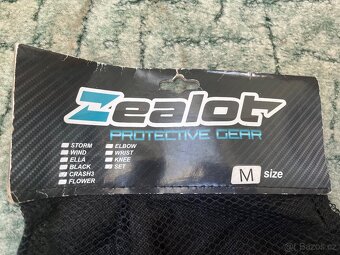 Zealot
PROTECTIVE GEAR
STORM
WIND
ELLA
BLACK
CRASH3
FLOWER
ELBOW
WRIST
KNEE
SET
M size
bazos.cz